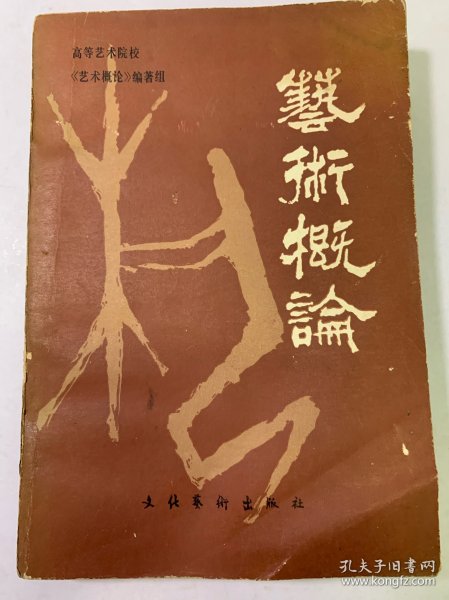 高等艺术院校
《艺术概论》编著组
藝術概論
文化藝術出版社
孔夫子旧书网
www.kongfz.com